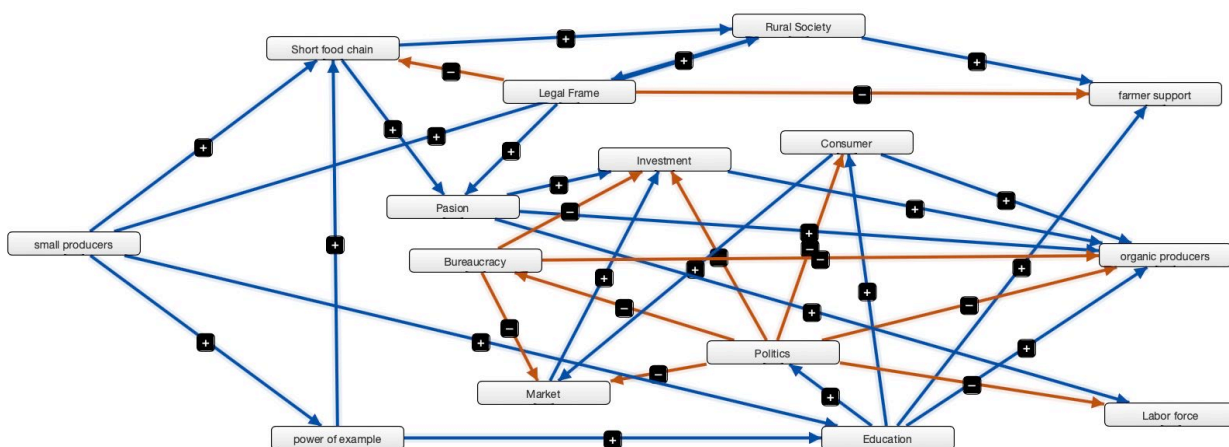 Rural Society
Short food chain
Legal Frame
farmer support
Consumer
Investment
Pasion
small producers
organic producers
Bureaucracy
Politics
Market
Labor force
power of example
Education